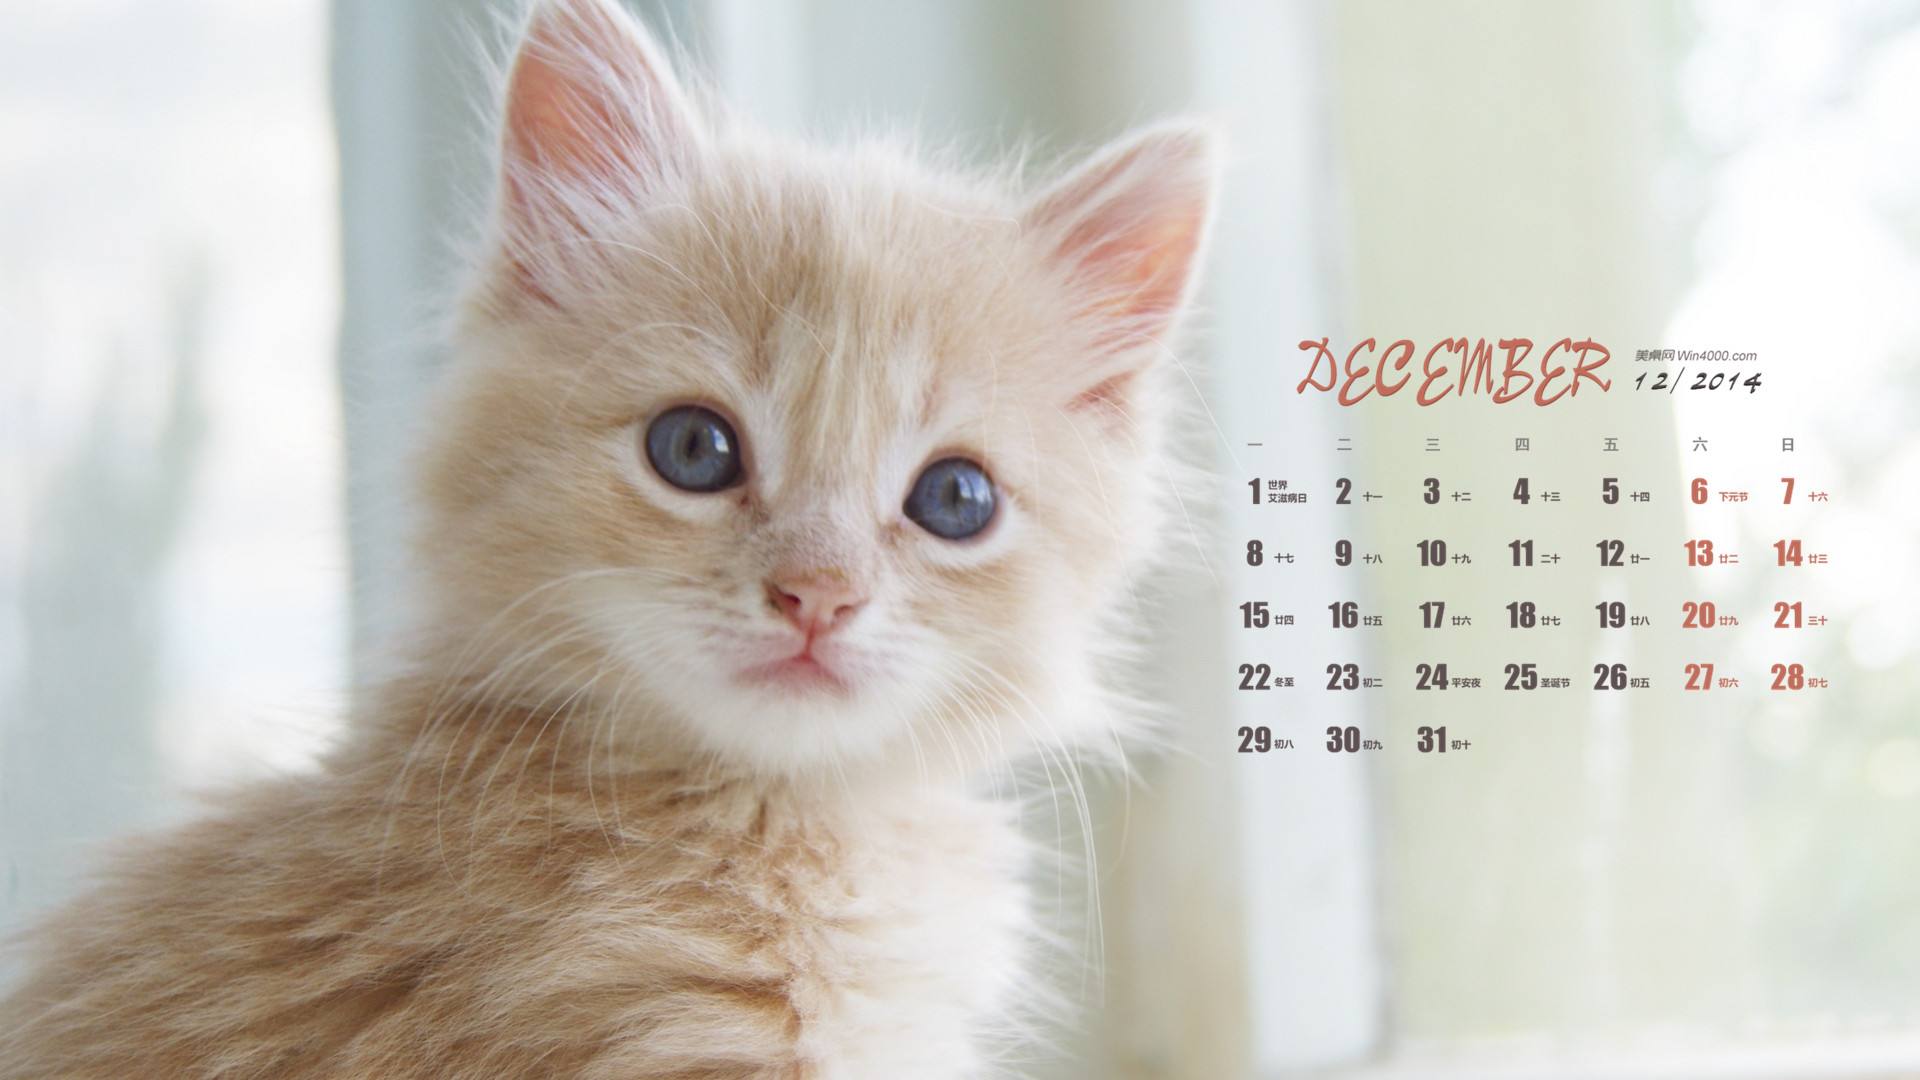 DECEMBER
美桌网 Win4000.com
12/2014
一 二 三 四 五 六 日
1 世界艾滋病日 2 十一 3 十二 4 十三 5 十四 6 下元节 7 十六
8 十七 9 十八 10 十九 11 二十 12 廿一 13 廿二 14 廿三
15 廿四 16 廿五 17 廿六 18 廿七 19 廿八 20 廿九 21 三十
22 冬至 23 初二 24 平安夜 25 圣诞节 26 初五 27 初六 28 初七
29 初八 30 初九 31 初十